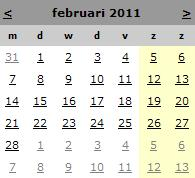 < februari 2011 >
m d w d v z z
31 1 2 3 4 5 6
7 8 9 10 11 12 13
14 15 16 17 18 19 20
21 22 23 24 25 26 27
28 1 2 3 4 5 6
7 8 9 10 11 12 13